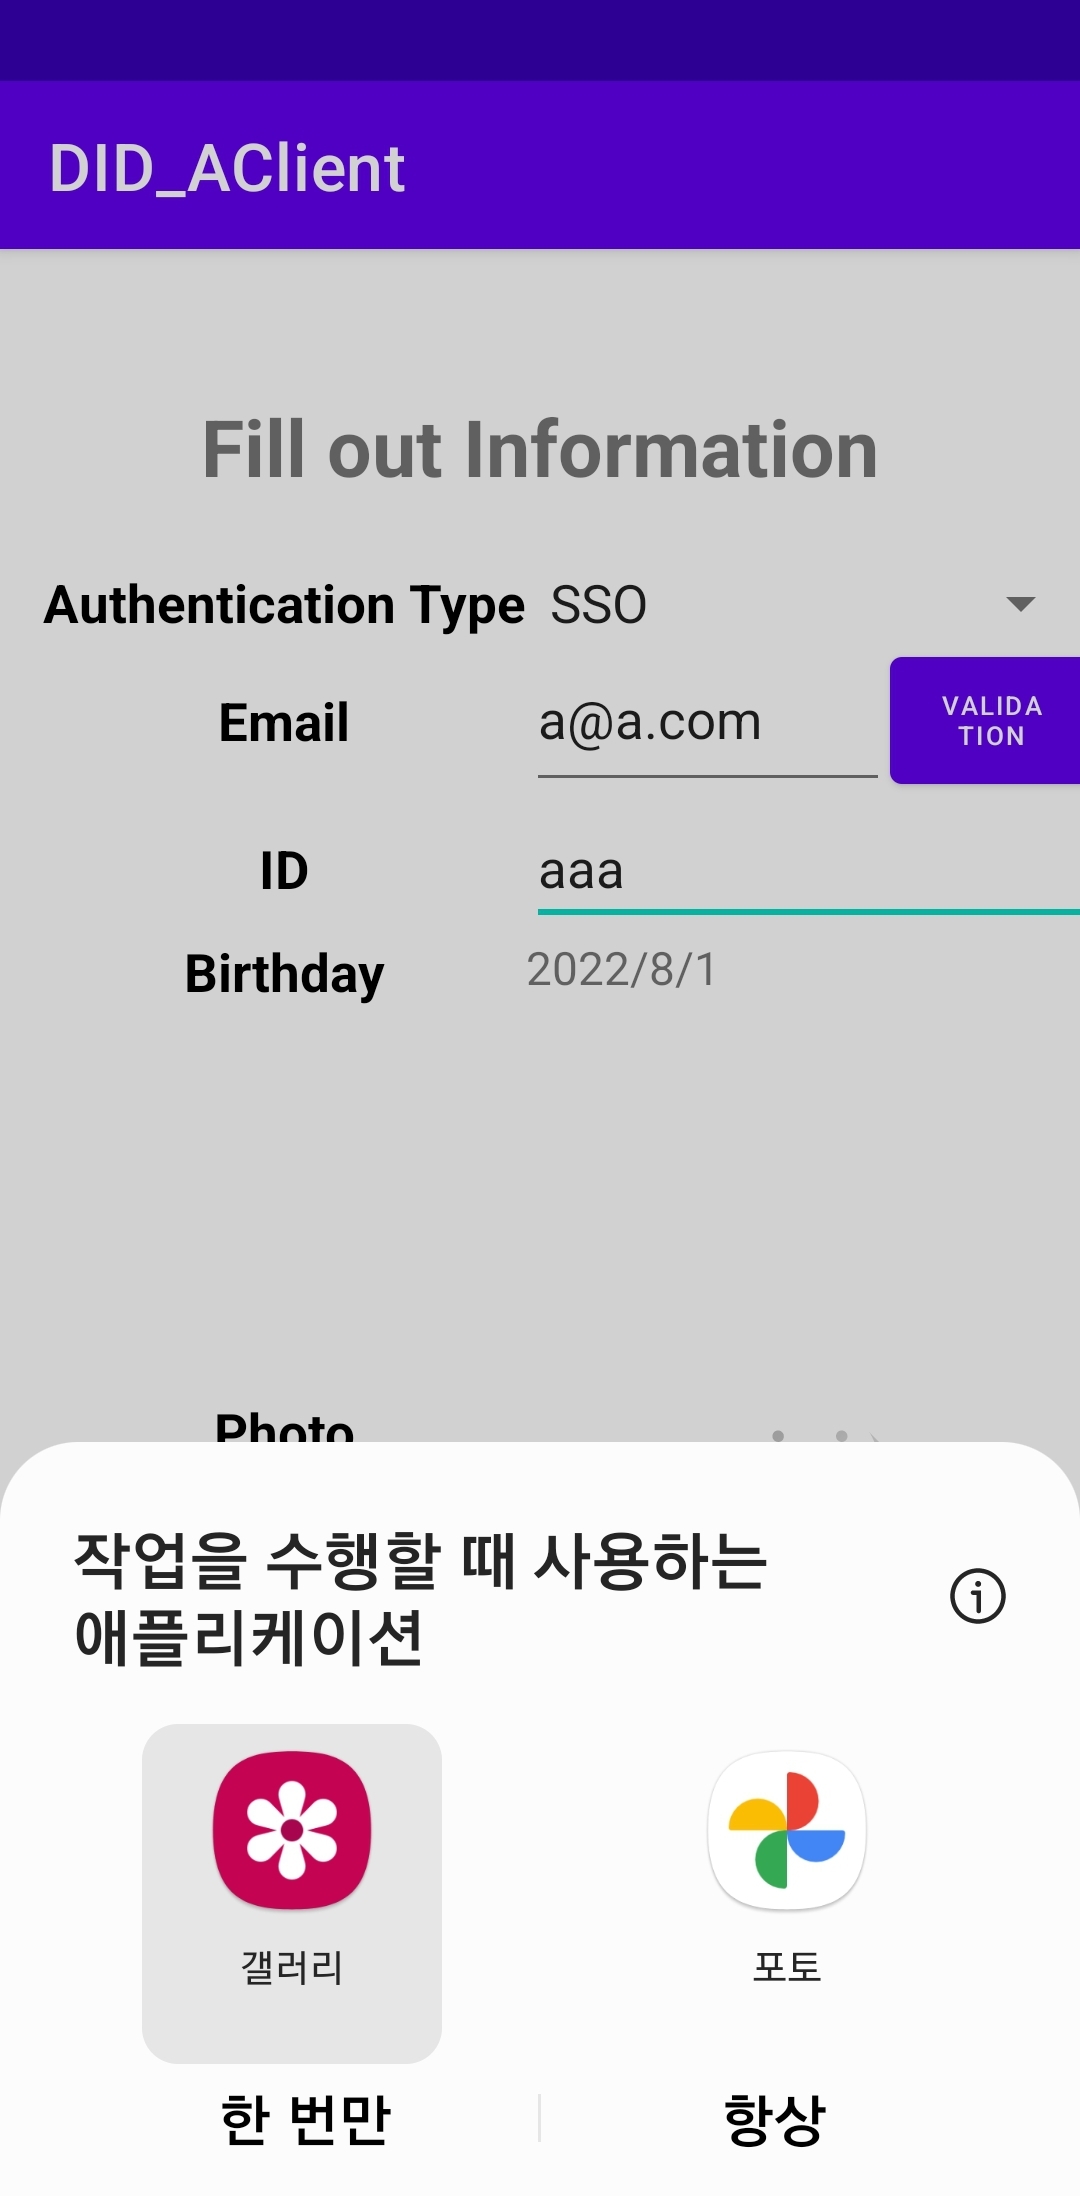 DID_AClient
Fill out Information
Authentication Type SSO
Email a@a.com VALIDA
TION
ID aaa
Birthday 2022/8/1
Photo
작업을 수행할 때 사용하는
애플리케이션
갤러리 포토
한 번만 항상